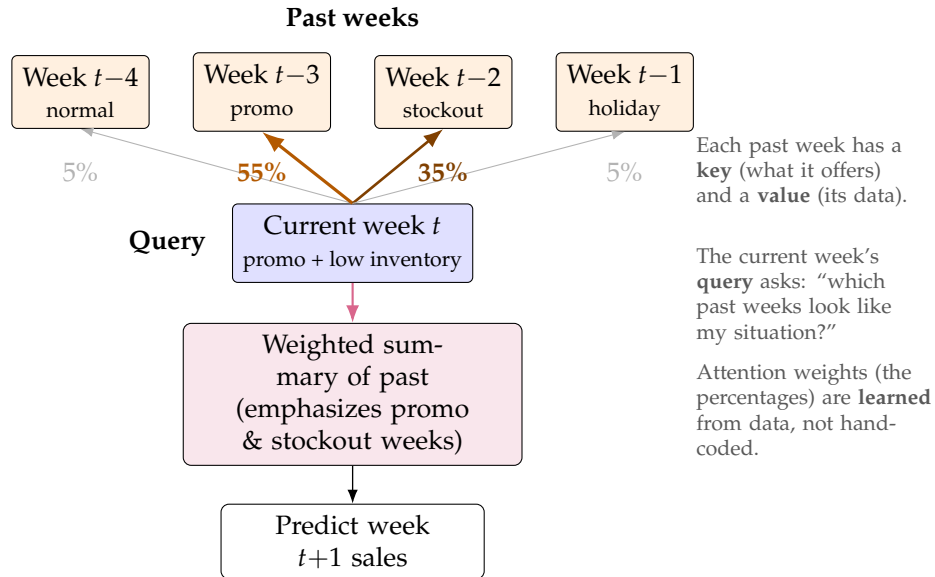 Past weeks
Week t−4
normal
Week t−3
promo
Week t−2
stockout
Week t−1
holiday
5%
55%
35%
5%
Each past week has a
key (what it offers)
and a value (its data).
Query
Current week t
promo + low inventory
The current week’s
query asks: “which
past weeks look like
my situation?”
Weighted sum-
mary of past
(emphasizes promo
& stockout weeks)
Attention weights (the
percentages) are learned
from data, not hand-
coded.
Predict week
t+1 sales